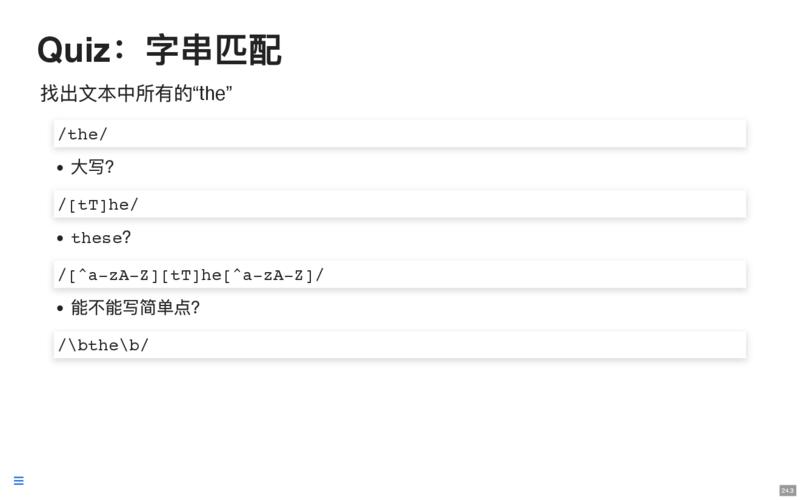 Quiz：字串匹配
找出文本中所有的“the”
/the/
• 大写?
/[tT]he/
• these?
/[^a-zA-Z][tT]he[^a-zA-Z]/
• 能不能写简单点?
/\bthe\b/
24.3